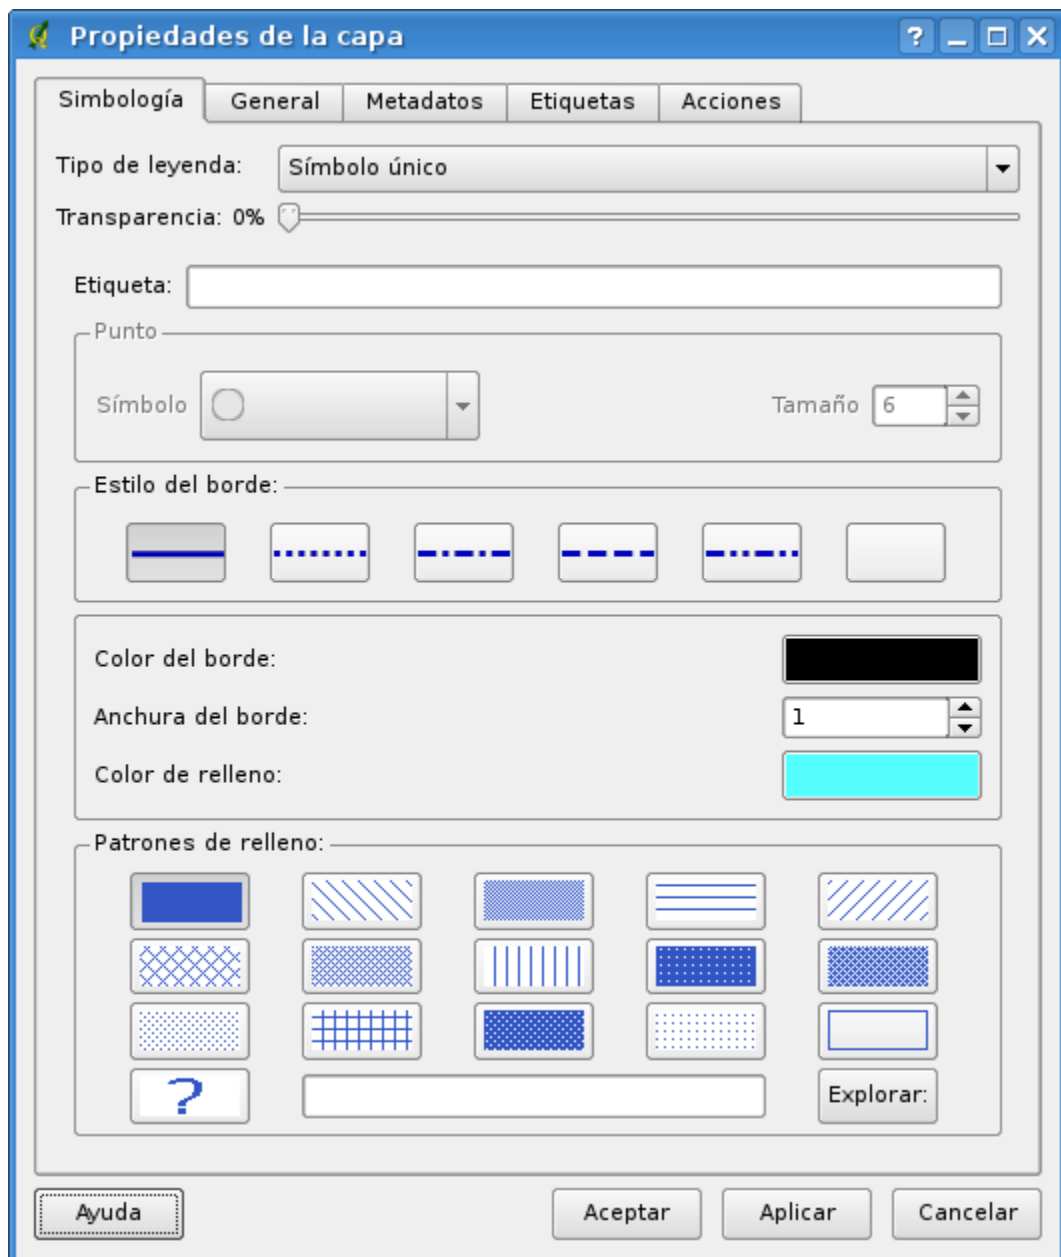 Propiedades de la capa
Simbología General Metadatos Etiquetas Acciones
Tipo de leyenda: Símbolo único
Transparencia: 0%
Etiqueta:
Punto
Símbolo Tamaño 6
Estilo del borde:
Color del borde:
Anchura del borde: 1
Color de relleno:
Patrones de relleno:
? Explorar:
Ayuda Aceptar Aplicar Cancelar